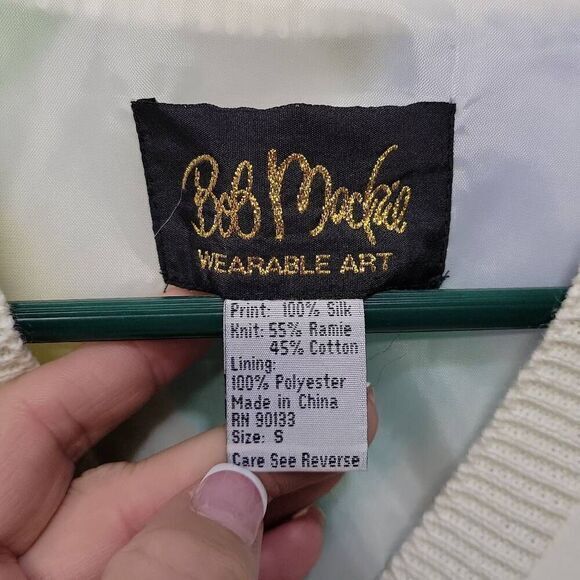 Bob Mackie
WEARABLE ART
Print: 100% Silk
Knit: 55% Ramie
45% Cotton
Lining:
100% Polyester
Made in China
RN 90133
Size: S
Care See Reverse